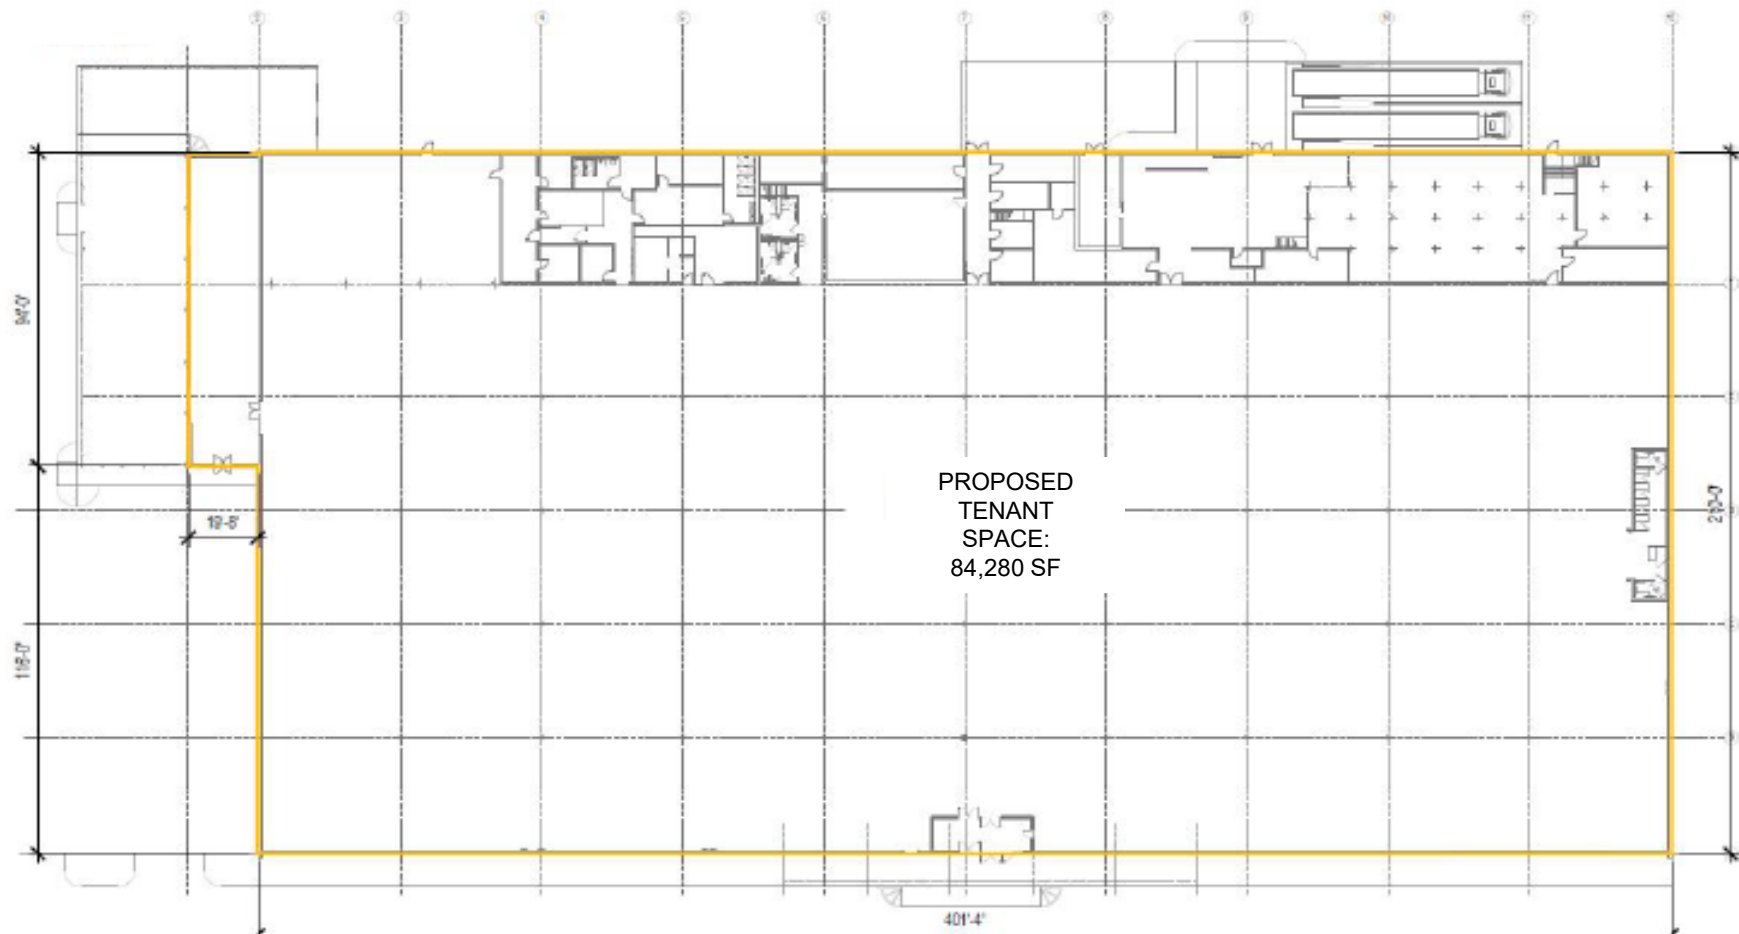 94'-0"
19'-8"
116'-0"
PROPOSED
TENANT
SPACE:
84,280 SF
210'-0"
401'-4"